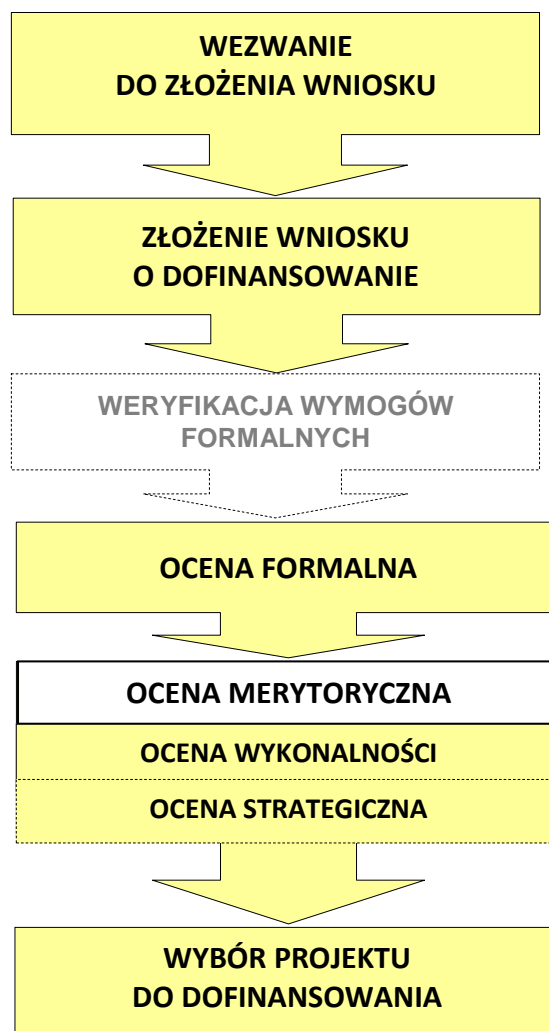 WEZWANIE
DO ZŁOŻENIA WNIOSKU
ZŁOŻENIE WNIOSKU
O DOFINANSOWANIE
WERYFIKACJA WYMOGÓW
FORMALNYCH
OCENA FORMALNA
OCENA MERYTORYCZNA
OCENA WYKONALNOŚCI
OCENA STRATEGICZNA
WYBÓR PROJEKTU
DO DOFINANSOWANIA